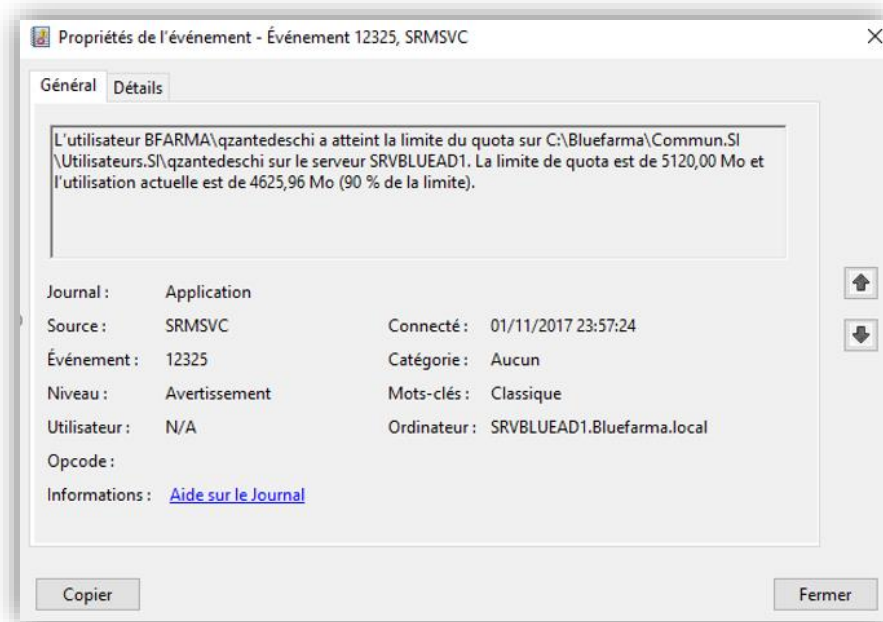 Propriétés de l'événement - Événement 12325, SRMSVC
Général Détails
L'utilisateur BFARMA\qzantedeschi a atteint la limite du quota sur C:\Bluefarma\Commun.SI
\Utilisateurs.SI\qzantedeschi sur le serveur SRVBLUEAD1. La limite de quota est de 5120,00 Mo et
l'utilisation actuelle est de 4625,96 Mo (90 % de la limite).
Journal : Application
Source : SRMSVC Connecté : 01/11/2017 23:57:24
Événement : 12325 Catégorie : Aucun
Niveau : Avertissement Mots-clés : Classique
Utilisateur : N/A Ordinateur : SRVBLUEAD1.Bluefarma.local
Opcode :
Informations : Aide sur le Journal
Copier Fermer